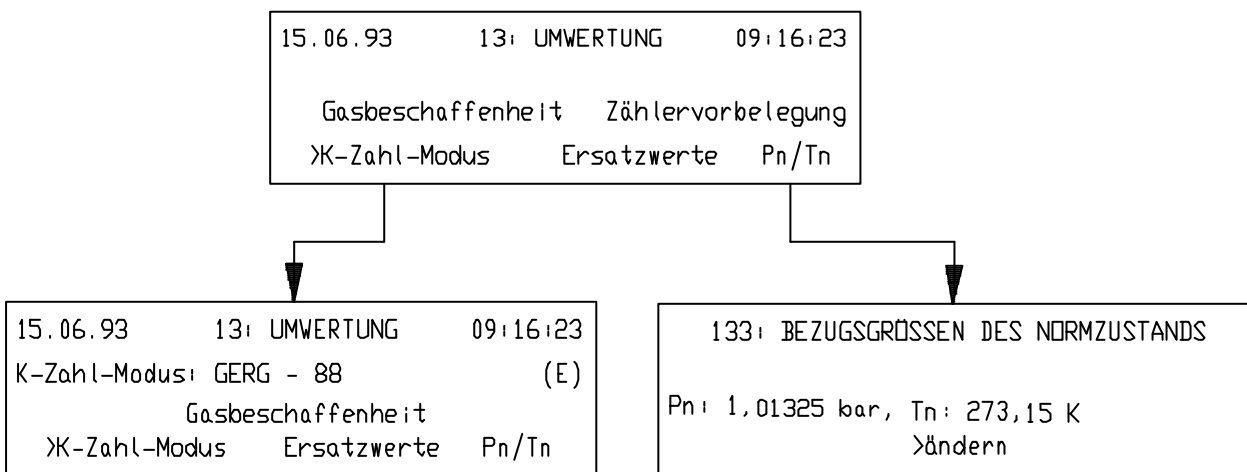 15.06.93 13: UMWERTUNG 09:16:23
Gasbeschaffenheit Zählervorbelegung
>K-Zahl-Modus Ersatzwerte Pn/Tn
15.06.93 13: UMWERTUNG 09:16:23
K-Zahl-Modus: GERG - 88 (E)
Gasbeschaffenheit
>K-Zahl-Modus Ersatzwerte Pn/Tn
133: BEZUGSGRÖSSEN DES NORMZUSTANDS
Pn: 1,01325 bar, Tn: 273,15 K
>ändern